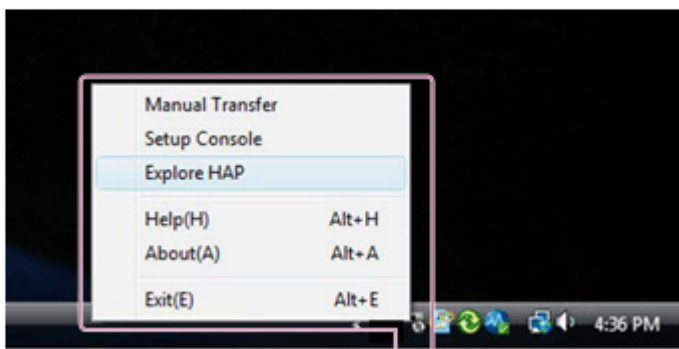 Manual Transfer
Setup Console
Explore HAP
Help(H) Alt+H
About(A) Alt+A
Exit(E) Alt+E
4:36 PM